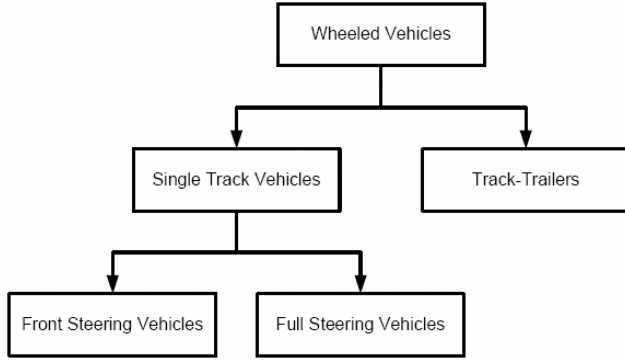 Wheeled Vehicles
Single Track Vehicles
Track-Trailers
Front Steering Vehicles
Full Steering Vehicles